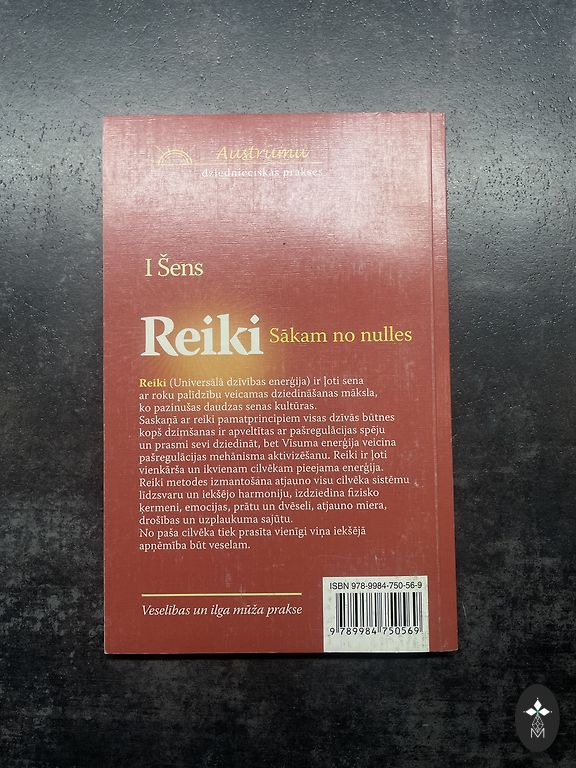 Austrumu
dziednieciskās prakses
I Šens
Reiki Sākam no nulles
Reiki (Universālā dzīvības enerģija) ir ļoti sena
ar roku palīdzību veicamas dziedināšanas māksla,
ko pazinušas daudzas senas kultūras.
Saskaņā ar reiki pamatprincipiem visas dzīvās būtnes
kopš dzimšanas ir apveltītas ar pašregulācijas spēju
un prasmi sevi dziedināt, bet Visuma enerģija veicina
pašregulācijas mehānisma aktivizēšanu. Reiki ir ļoti
vienkārša un ikvienam cilvēkam pieejama enerģija.
Reiki metodes izmantošana atjauno visu cilvēka sistēmu
līdzsvaru un iekšējo harmoniju, izdziedina fizisko
ķermeni, emocijas, prātu un dvēseli, atjauno miera,
drošības un uzplaukuma sajūtu.
No paša cilvēka tiek prasīta vienīgi viņa iekšējā
apņēmība būt veselam.
Veselības un ilga mūža prakse
ISBN 978-9984-750-56-9
9 789984 750569
M